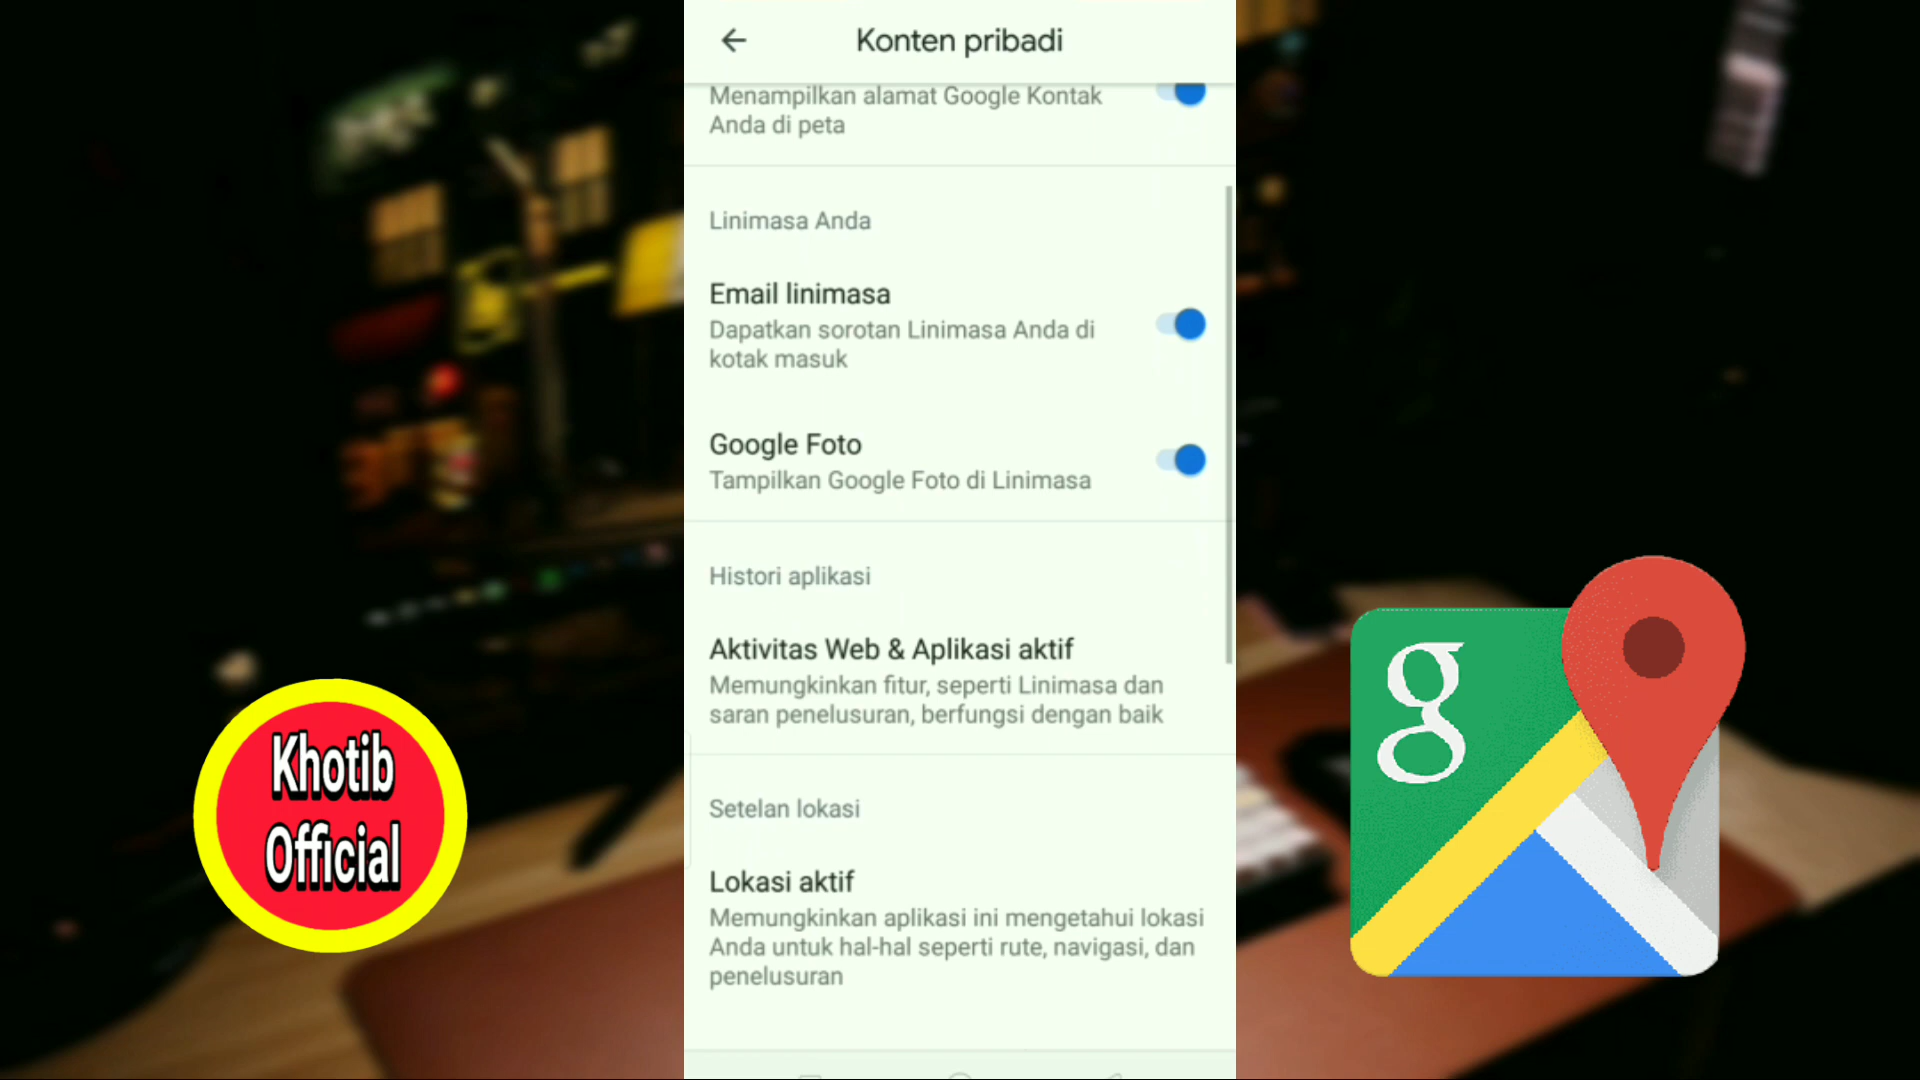 Konten pribadi
Menampilkan alamat Google Kontak
Anda di peta
Linimasa Anda
Email linimasa
Dapatkan sorotan Linimasa Anda di
kotak masuk
Google Foto
Tampilkan Google Foto di Linimasa
Histori aplikasi
Aktivitas Web & Aplikasi aktif
Memungkinkan fitur, seperti Linimasa dan
saran penelusuran, berfungsi dengan baik
Setelan lokasi
Lokasi aktif
Memungkinkan aplikasi ini mengetahui lokasi
Anda untuk hal-hal seperti rute, navigasi, dan
penelusuran
Khotib
Official
g